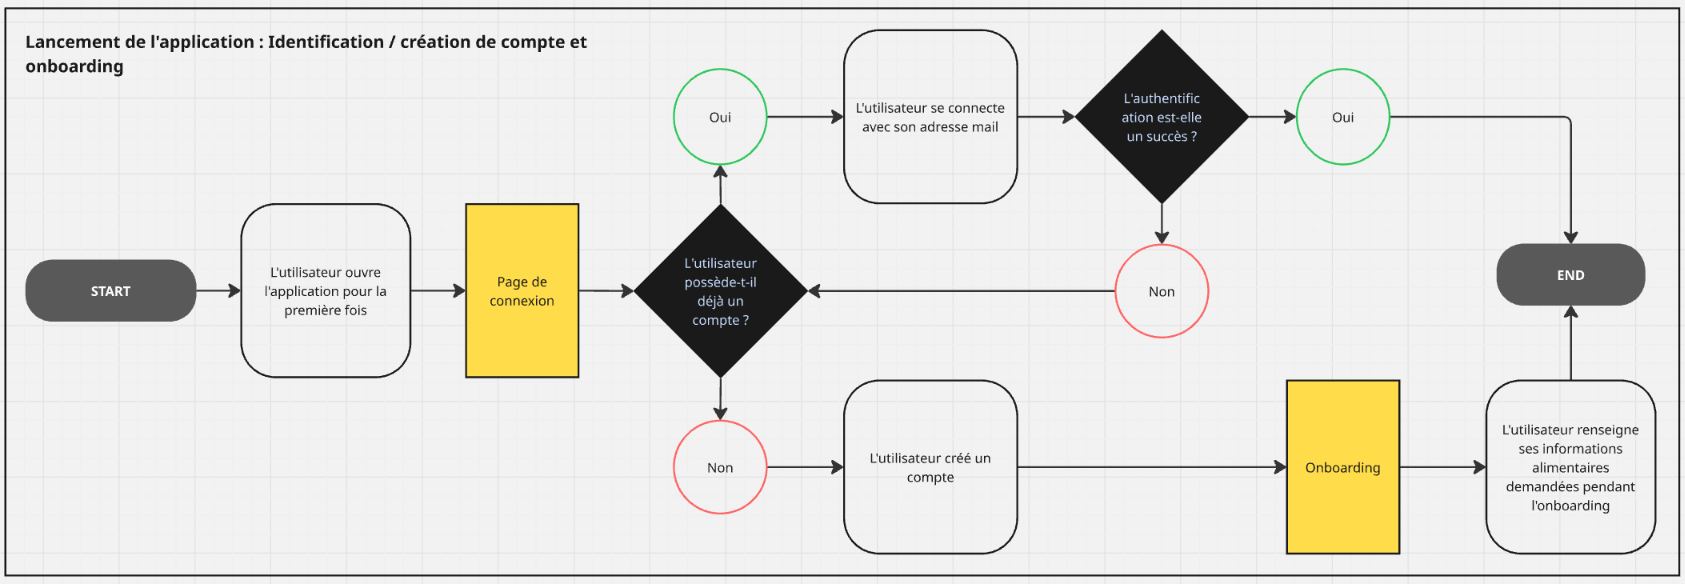 Lancement de l'application : Identification / création de compte et
onboarding
START
L'utilisateur ouvre
l'application pour la
première fois
Page de
connexion
L'utilisateur
possède-t-il
déjà un
compte ?
Oui
L'utilisateur se connecte
avec son adresse mail
L'authentific
ation est-elle
un succès ?
Oui
Non
END
Non
L'utilisateur créé un
compte
Onboarding
L'utilisateur renseigne
ses informations
alimentaires
demandées pendant
l'onboarding